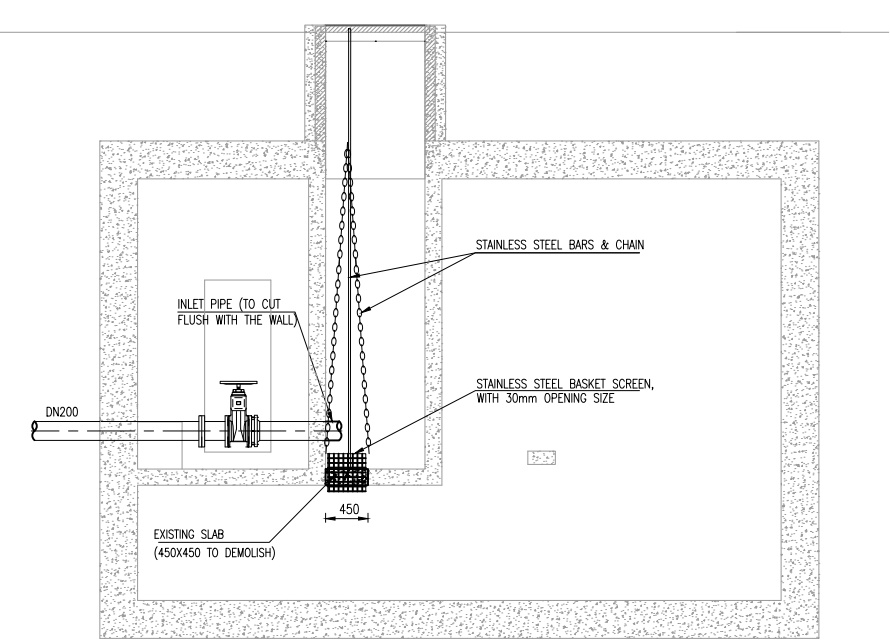 STAINLESS STEEL BARS & CHAIN
INLET PIPE (TO CUT
FLUSH WITH THE WALL)
STAINLESS STEEL BASKET SCREEN,
WITH 30mm OPENING SIZE
DN200
450
EXISTING SLAB
(450X450 TO DEMOLISH)